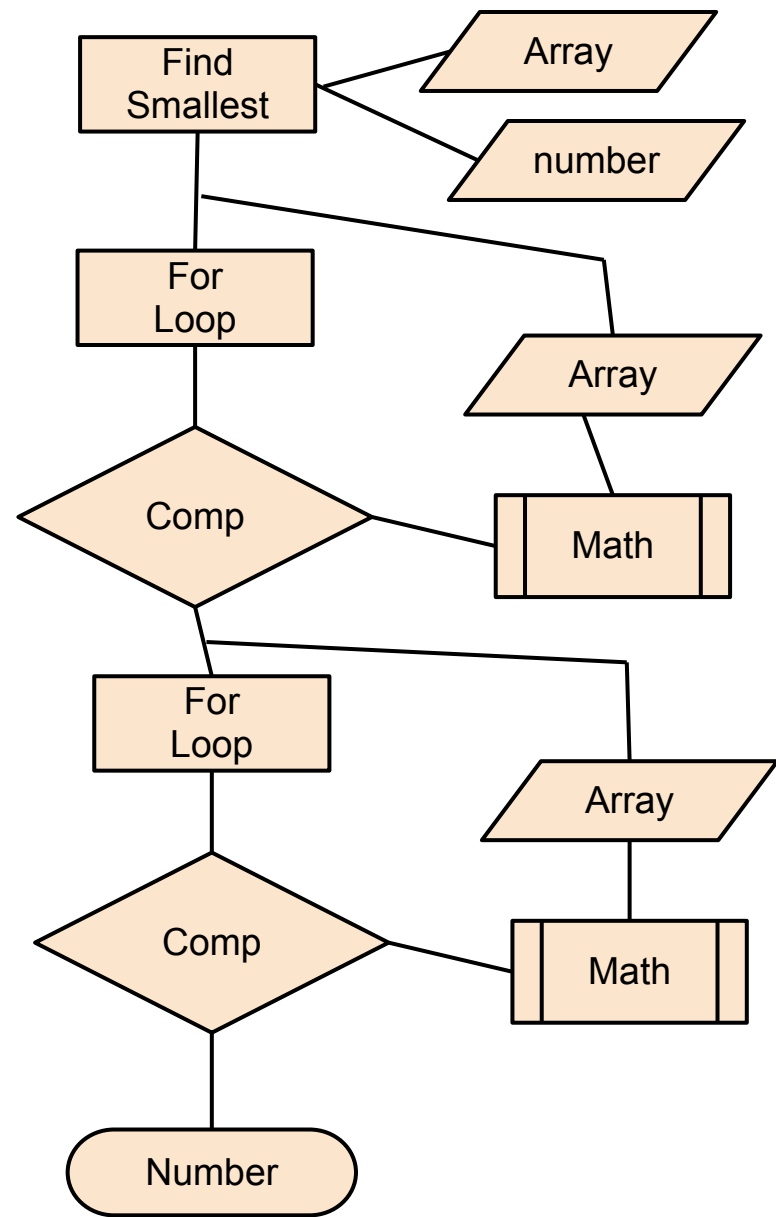 Find
Smallest
Array
number
For
Loop
Array
Comp
Math
For
Loop
Array
Comp
Math
Number